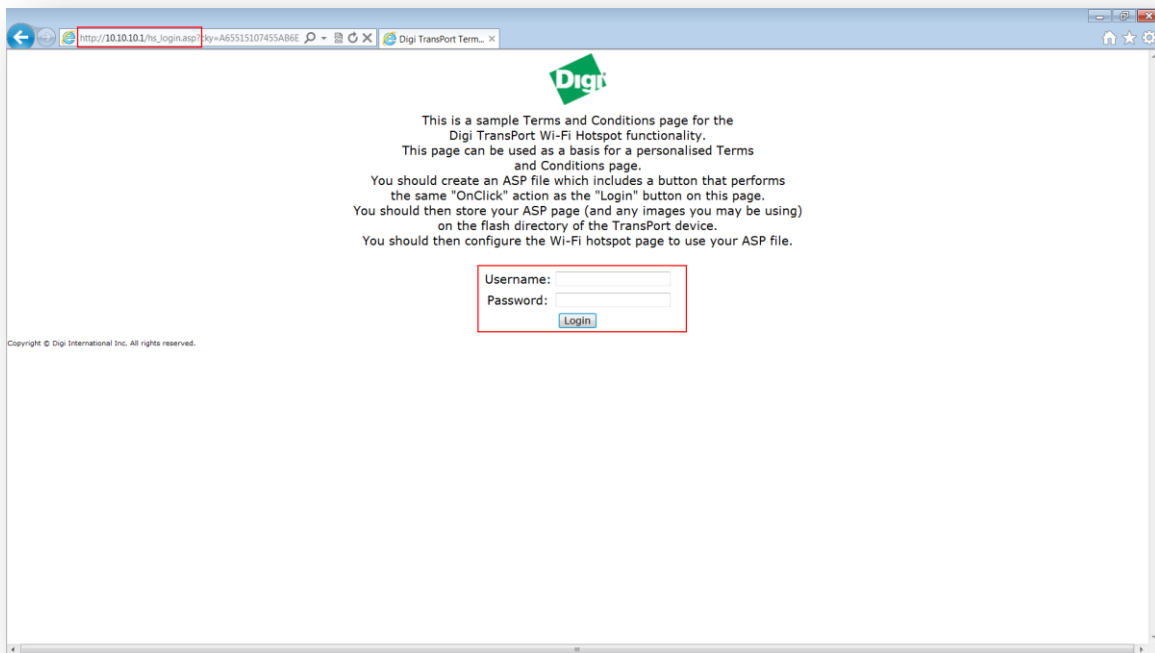 http://10.10.10.1/hs_login.asp?cky=A65515107455AB6E
Digi TransPort Term...
Digi
This is a sample Terms and Conditions page for the
Digi TransPort Wi-Fi Hotspot functionality.
This page can be used as a basis for a personalised Terms
and Conditions page.
You should create an ASP file which includes a button that performs
the same "OnClick" action as the "Login" button on this page.
You should then store your ASP page (and any images you may be using)
on the flash directory of the TransPort device.
You should then configure the Wi-Fi hotspot page to use your ASP file.
Username:
Password:
Login
Copyright © Digi International Inc. All rights reserved.